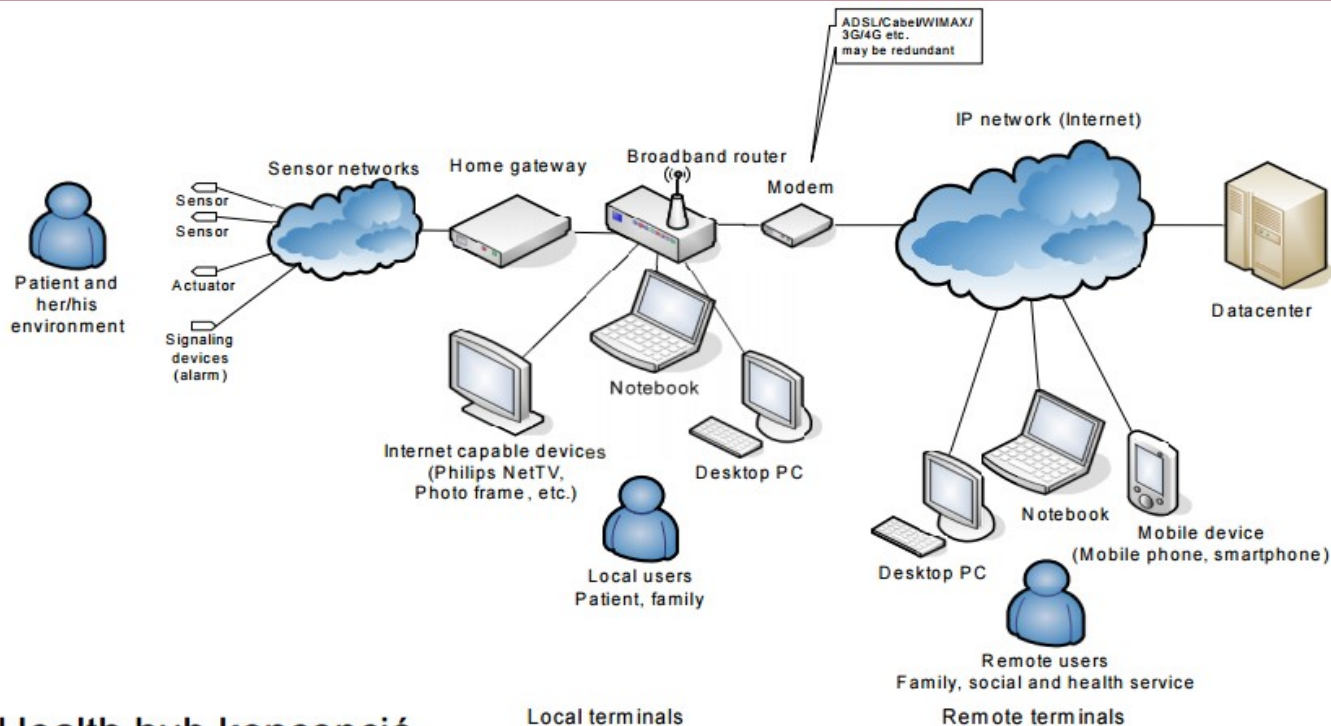 ADSL/Cabel/WIMAX/
3G/4G etc.
may be redundant
IP network (Internet)
Broadband router
Home gateway
Sensor networks
Modem
Sensor
Sensor
Actuator
Signaling
devices
(alarm)
Patient and
her/his
environment
Datacenter
Notebook
Internet capable devices
(Philips NetTV,
Photo frame, etc.)
Desktop PC
Local users
Patient, family
Notebook
Mobile device
(Mobile phone, smartphone)
Desktop PC
Remote users
Family, social and health service
Local terminals
Remote terminals